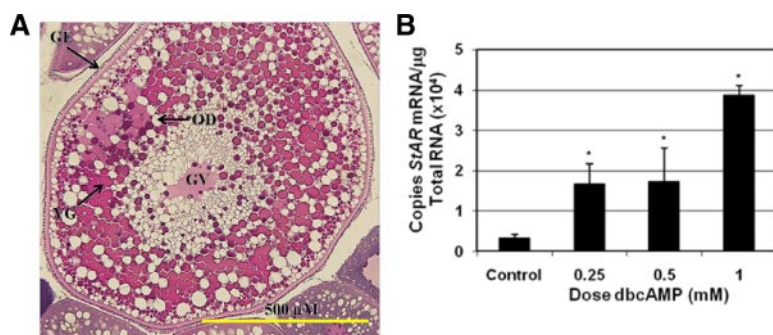 A
GE
OD
GV
YG
500 µM
B
Copies StAR mRNA/µg
Total RNA (x10⁴)
5
4
3
2
1
0
*
*
*
Control
0.25
0.5
1
Dose dbcAMP (mM)